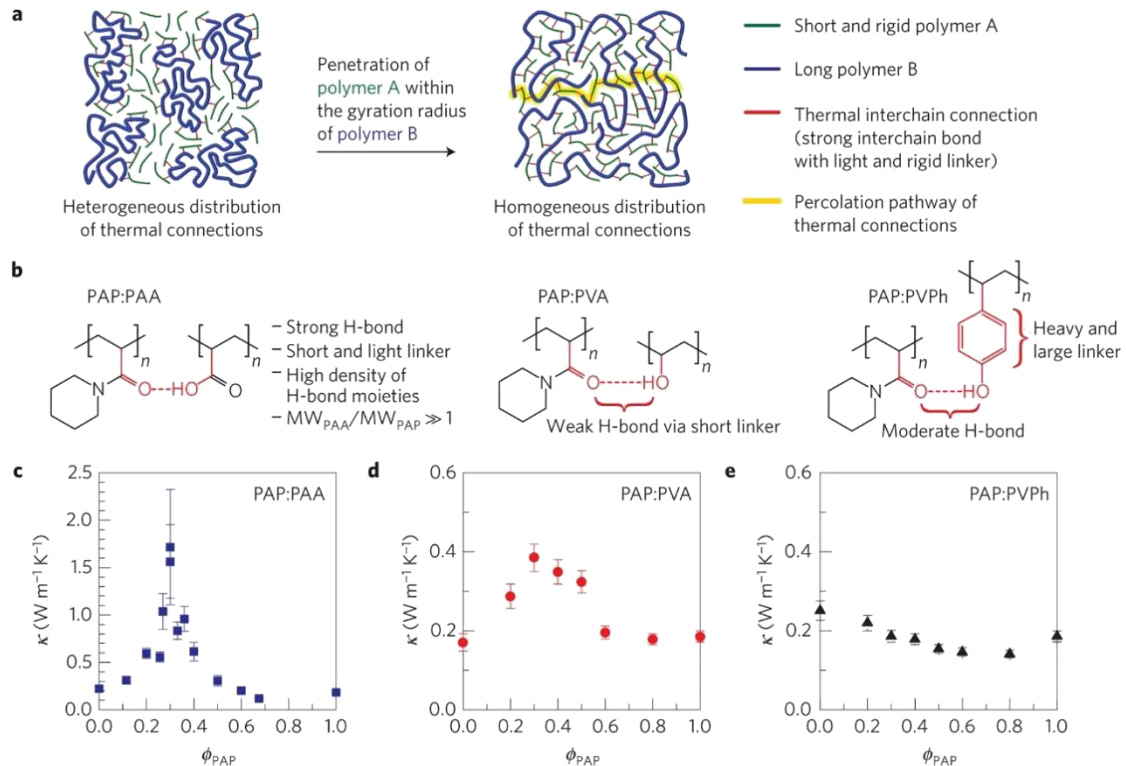 a
Penetration of
polymer A within
the gyration radius
of polymer B
Heterogeneous distribution
of thermal connections
Homogeneous distribution
of thermal connections
Short and rigid polymer A
Long polymer B
Thermal interchain connection
(strong interchain bond
with light and rigid linker)
Percolation pathway of
thermal connections
b
PAP:PAA
n
n
N
O
HO
O
– Strong H-bond
– Short and light linker
– High density of
H-bond moieties
– MW_PAA/MW_PAP ≫ 1
PAP:PVA
n
n
N
O
HO
Weak H-bond via short linker
PAP:PVPh
n
n
N
O
HO
Heavy and
large linker
Moderate H-bond
c
PAP:PAA
κ (W m⁻¹ K⁻¹)
2.5
2.0
1.5
1.0
0.5
0.0
0.0 0.2 0.4 0.6 0.8 1.0
ϕPAP
d
PAP:PVA
κ (W m⁻¹ K⁻¹)
0.6
0.4
0.2
0.0
0.0 0.2 0.4 0.6 0.8 1.0
ϕPAP
e
PAP:PVPh
κ (W m⁻¹ K⁻¹)
0.6
0.4
0.2
0.0
0.0 0.2 0.4 0.6 0.8 1.0
ϕPAP